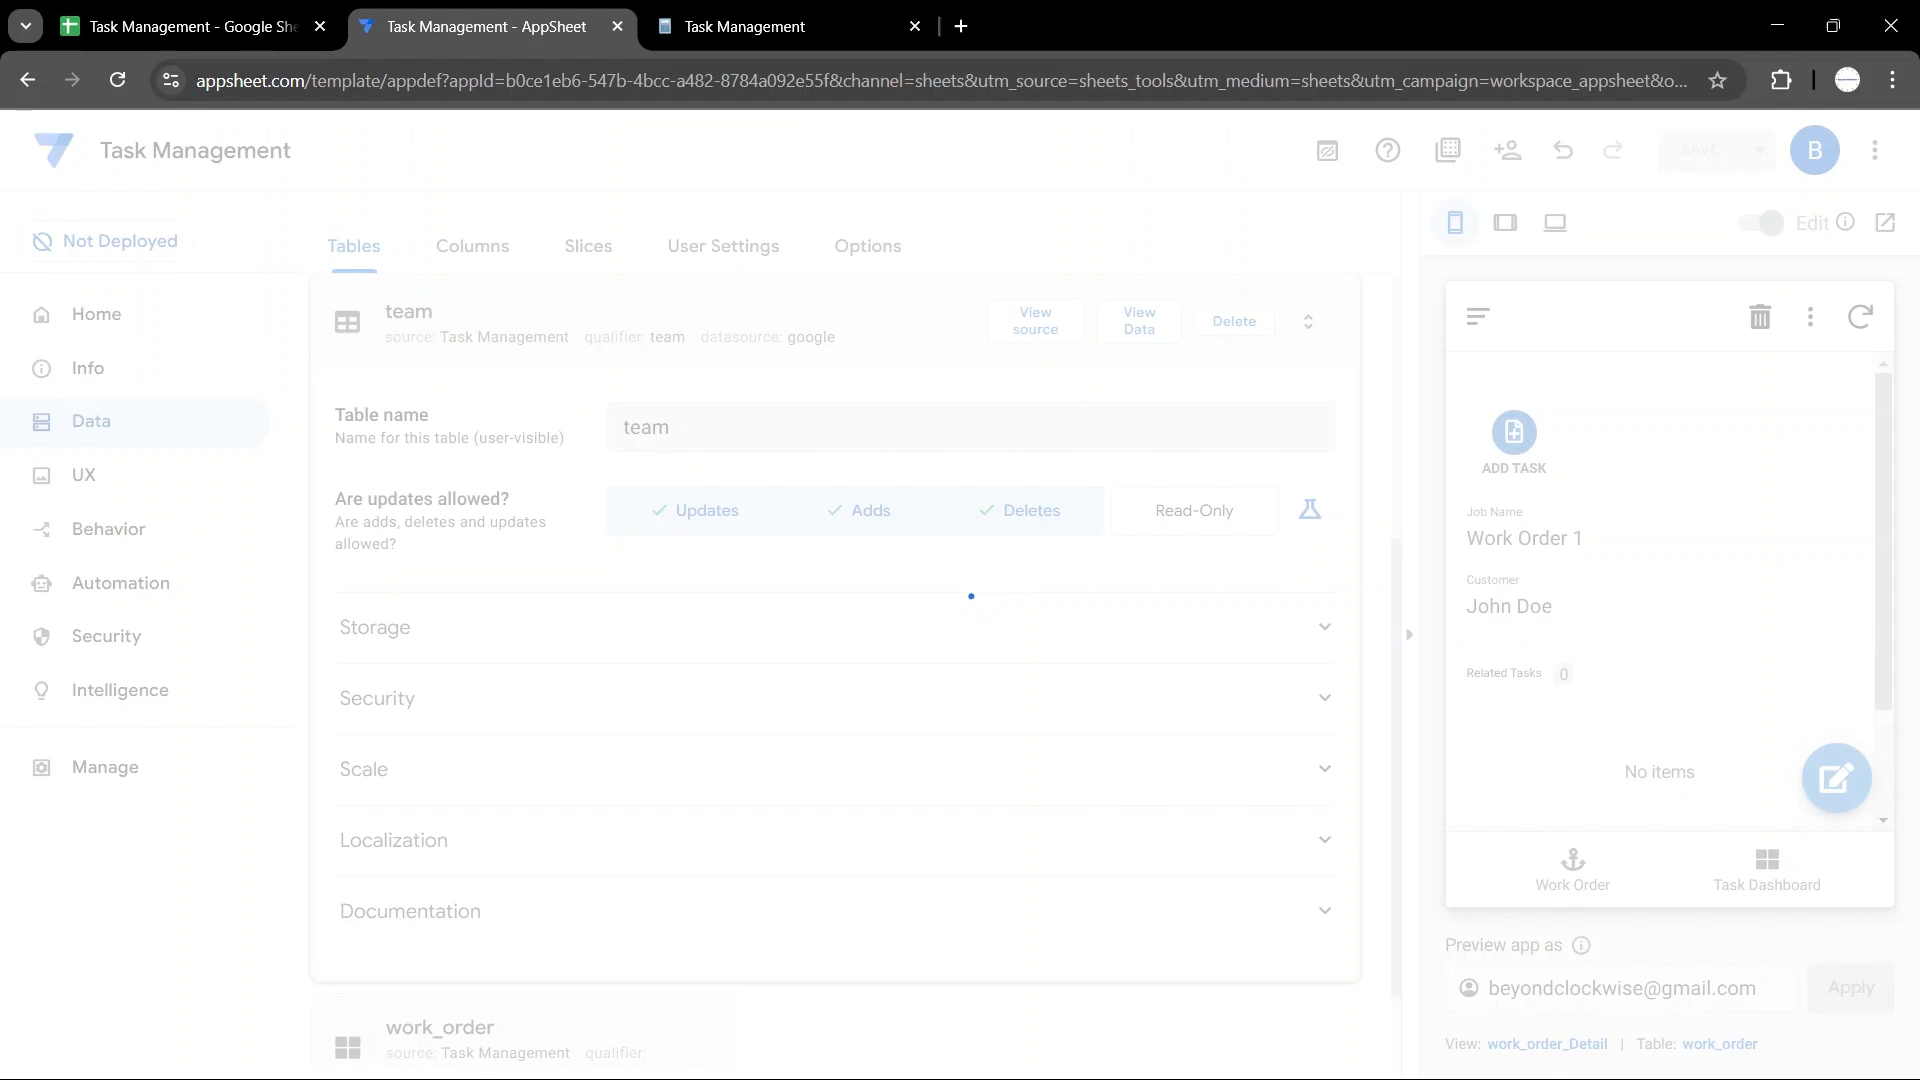 Task Management - Google She
Task Management - AppSheet
Task Management
appsheet.com/template/appdef?appId=b0ce1eb6-547b-4bcc-a482-8784a092e55f&channel=sheets&utm_source=sheets_tools&utm_medium=sheets&utm_campaign=workspace_appsheet&o...
Task Management
SAVE
B
Not Deployed
Tables
Columns
Slices
User Settings
Options
Edit
Home
Info
Data
UX
Behavior
Automation
Security
Intelligence
Manage
team
source: Task Management qualifier: team datasource: google
View source
View Data
Delete
Table name
Name for this table (user-visible)
team
Are updates allowed?
Are adds, deletes and updates
allowed?
Updates
Adds
Deletes
Read-Only
Storage
Security
Scale
Localization
Documentation
work_order
source: Task Management qualifier:
ADD TASK
Job Name
Work Order 1
Customer
John Doe
Related Tasks 0
No items
Work Order
Task Dashboard
Preview app as
beyondclockwise@gmail.com
Apply
View: work_order_Detail | Table: work_order